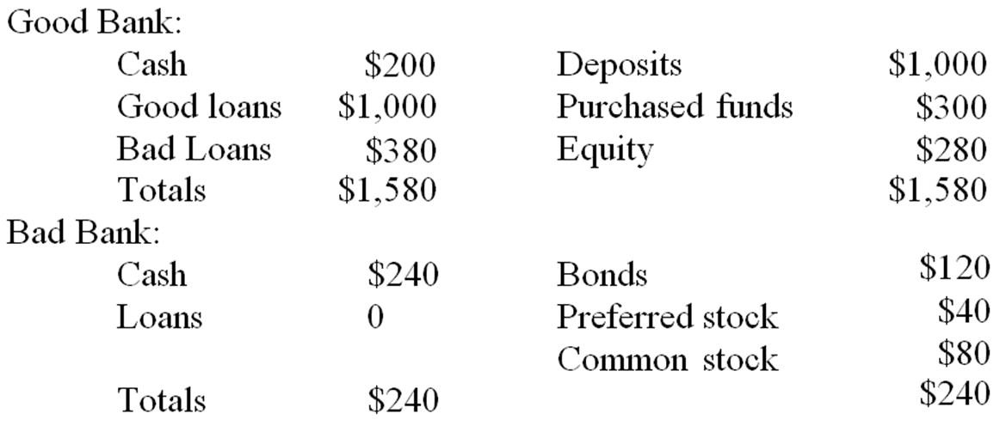 Good Bank:
Cash $200 Deposits $1,000
Good loans $1,000 Purchased funds $300
Bad Loans $380 Equity $280
Totals $1,580 $1,580
Bad Bank:
Cash $240 Bonds $120
Loans 0 Preferred stock $40
Common stock $80
Totals $240 $240